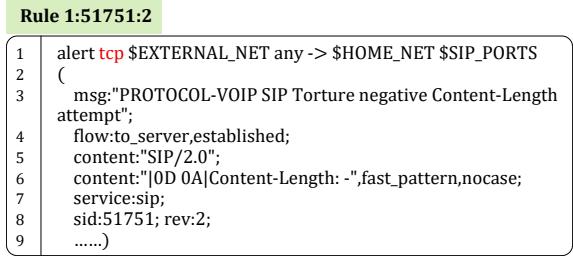 Rule 1:51751:2
1 alert tcp $EXTERNAL_NET any -> $HOME_NET $SIP_PORTS
2 (
3 msg:"PROTOCOL-VOIP SIP Torture negative Content-Length
attempt";
4 flow:to_server,established;
5 content:"SIP/2.0";
6 content:"|0D 0A|Content-Length: -",fast_pattern,nocase;
7 service:sip;
8 sid:51751; rev:2;
9 ......)